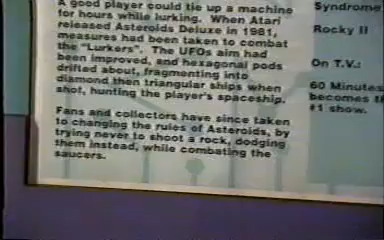 A good player could tie up a machine
for hours while lurking. When Atari
released Asteroids Deluxe in 1981,
measures had been taken to combat
the "Lurkers". The UFOs aim had
been improved, and hexagonal pods
drifted about, fragmenting into
diamond then triangular ships when
shot, hunting the player's spaceship.
Fans and collectors have since taken
to changing the rules of Asteroids, by
trying never to shoot a rock, dodging
them instead, while combating the
saucers.
Syndrome
Rocky II
On T.V.:
60 Minutes
becomes
#1 show.